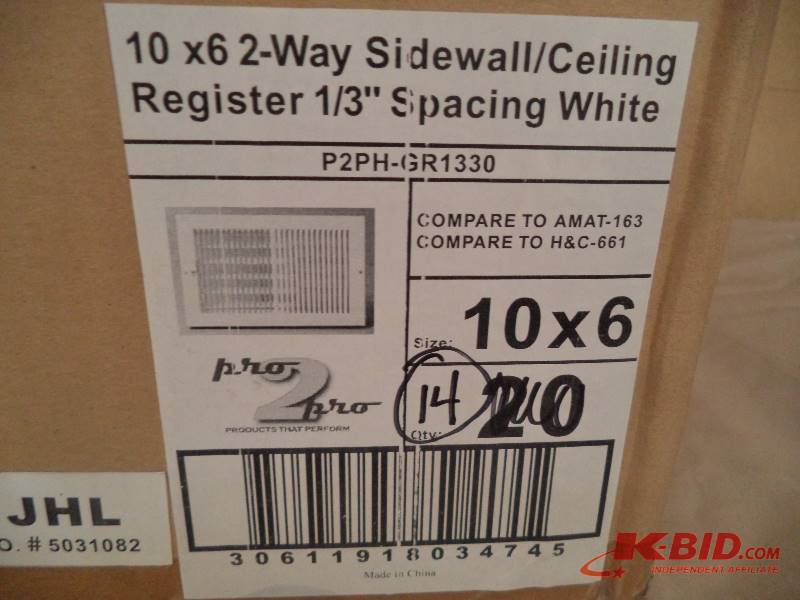 10 x6 2-Way Sidewall/Ceiling
Register 1/3" Spacing White
P2PH-GR1330
COMPARE TO AMAT-163
COMPARE TO H&C-661
Size: 10x6
pro 2 pro
PRODUCTS THAT PERFORM
14
Qty: 20
30611918034745
Made in China
JHL
O. # 5031082
K-BID.COM
INDEPENDENT AFFILIATE